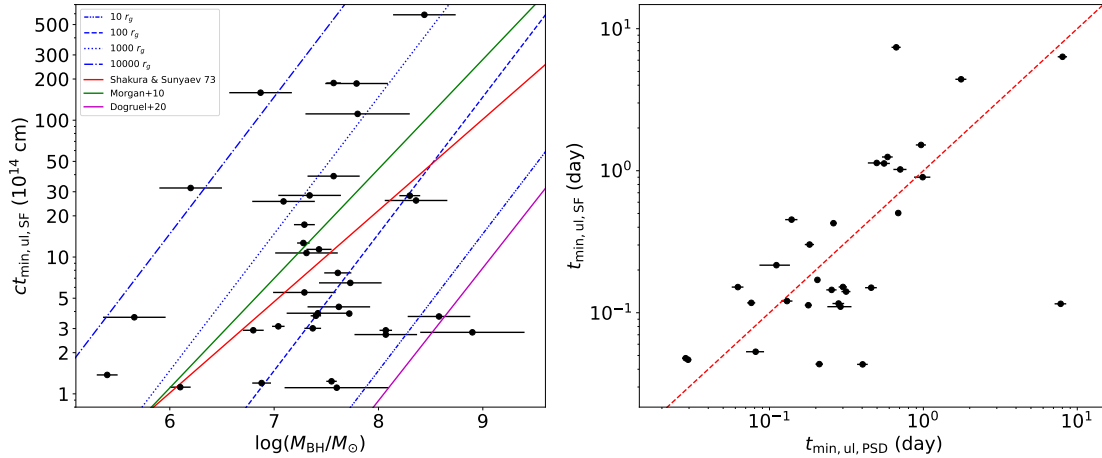 500
200
100
50
20
10
5
2
1
ct_min,ul,SF (10^14 cm)
10 r_g
100 r_g
1000 r_g
10000 r_g
Shakura & Sunyaev 73
Morgan+10
Dogruel+20
6 7 8 9
log(M_BH/M_⊙)
10^1
10^0
10^-1
t_min,ul,SF (day)
10^-1 10^0 10^1
t_min,ul,PSD (day)